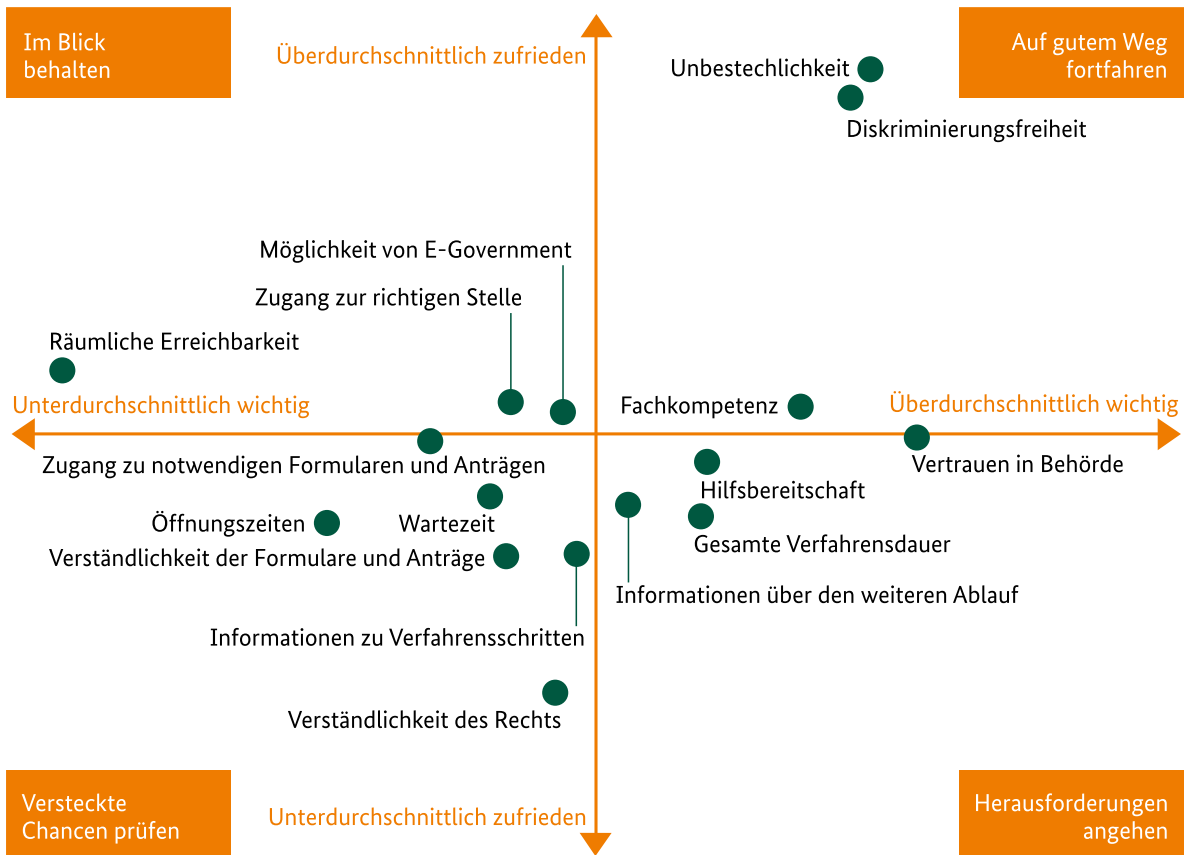 Im Blick
behalten
Überdurchschnittlich zufrieden
Auf gutem Weg
fortfahren
Unbestechlichkeit
Diskriminierungsfreiheit
Möglichkeit von E-Government
Zugang zur richtigen Stelle
Räumliche Erreichbarkeit
Unterdurchschnittlich wichtig
Fachkompetenz
Überdurchschnittlich wichtig
Zugang zu notwendigen Formularen und Anträgen
Vertrauen in Behörde
Hilfsbereitschaft
Öffnungszeiten
Wartezeit
Gesamte Verfahrensdauer
Verständlichkeit der Formulare und Anträge
Informationen über den weiteren Ablauf
Informationen zu Verfahrensschritten
Verständlichkeit des Rechts
Versteckte
Chancen prüfen
Unterdurchschnittlich zufrieden
Herausforderungen
angehen